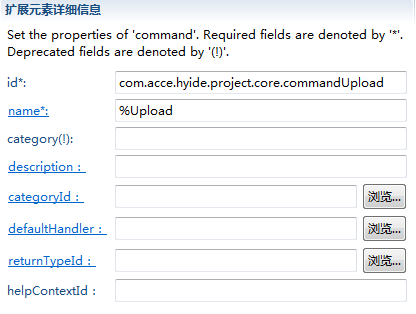 扩展元素详细信息
Set the properties of 'command'. Required fields are denoted by '*'.
Deprecated fields are denoted by '(!)'.
id*: com.acce.hyide.project.core.commandUpload
name*: %Upload
category(!):
description：
categoryId： 浏览...
defaultHandler： 浏览...
returnTypeId： 浏览...
helpContextId：